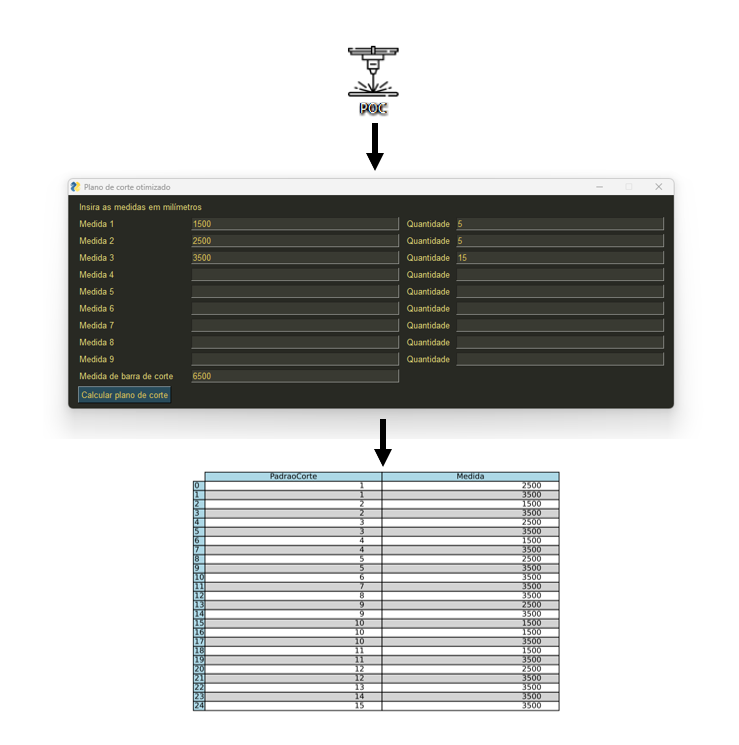 POC
Plano de corte otimizado
Insira as medidas em milímetros
Medida 1 1500 Quantidade 5
Medida 2 2500 Quantidade 5
Medida 3 3500 Quantidade 15
Medida 4 Quantidade
Medida 5 Quantidade
Medida 6 Quantidade
Medida 7 Quantidade
Medida 8 Quantidade
Medida 9 Quantidade
Medida de barra de corte 6500
Calcular plano de corte
PadraoCorte Medida
0 1 2500
1 1 3500
2 2 1500
3 2 3500
4 3 2500
5 3 3500
6 4 1500
7 4 3500
8 5 2500
9 5 3500
10 6 3500
11 7 3500
12 8 3500
13 9 2500
14 9 3500
15 10 1500
16 10 1500
17 10 3500
18 11 1500
19 11 3500
20 12 2500
21 12 3500
22 13 3500
23 14 3500
24 15 3500